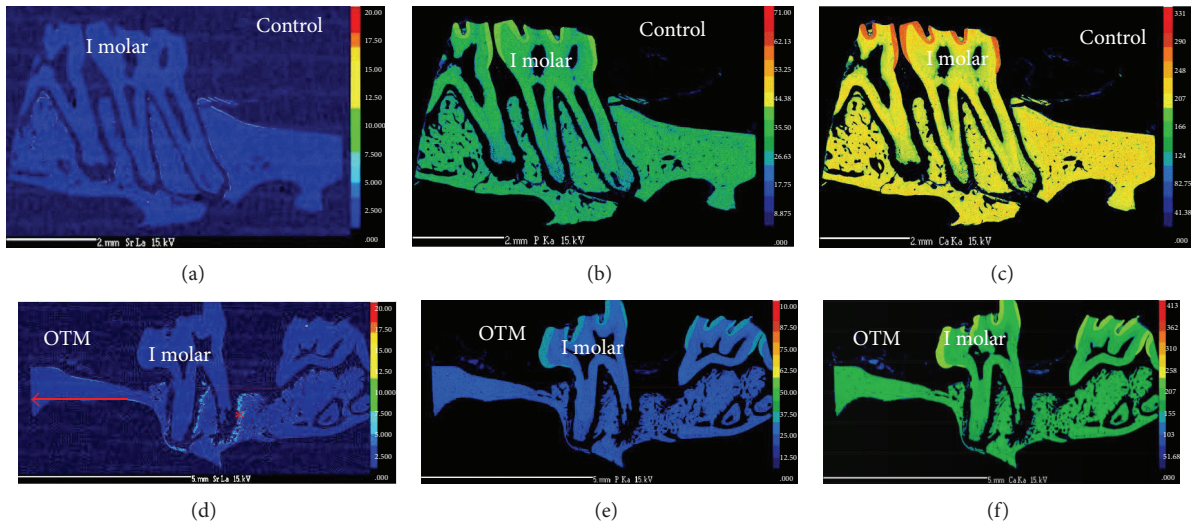 Control
I molar
20.00
17.50
15.00
12.50
10.000
7.500
5.000
2.500
.000
2.mm Sr La 15.kV
(a)
Control
I molar
71.00
62.13
53.25
44.38
35.50
26.63
17.75
8.875
.000
2.mm P Ka 15.kV
(b)
Control
I molar
331
290
248
207
165
124
82.75
41.38
.000
2.mm Ca Ka 15.kV
(c)
OTM
I molar
20.00
17.50
15.00
12.50
10.000
7.500
5.000
2.500
.000
5.mm Sr La 15.kV
(d)
OTM
I molar
10.00
87.50
75.00
62.50
50.00
37.50
25.00
12.50
.000
5.mm P Ka 15.kV
(e)
OTM
I molar
413
362
310
258
207
155
103
51.68
.000
5.mm Ca Ka 15.kV
(f)